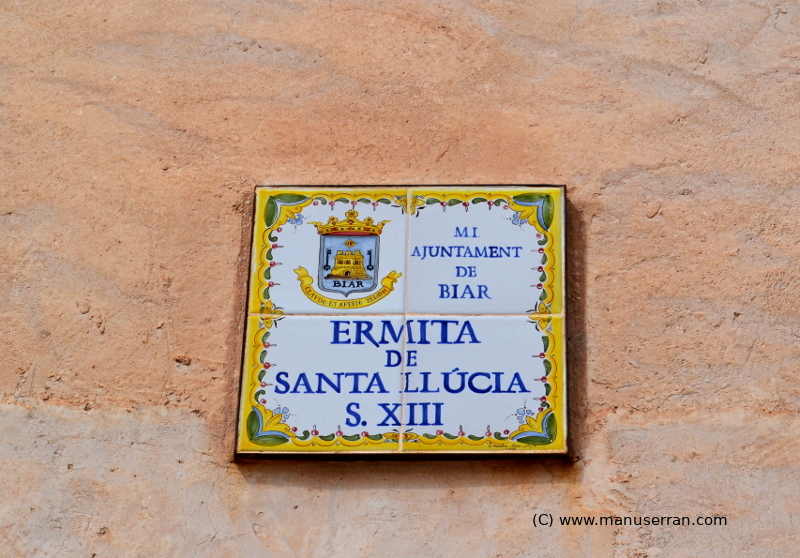 BIAR
M.I.
AJUNTAMENT
DE
BIAR
ERMITA
DE
SANTA LLÚCIA
S. XIII
(C) www.manuserran.com